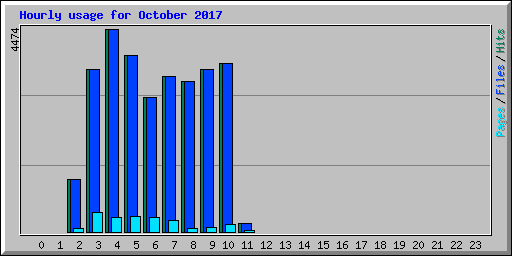 Hourly usage for October 2017
4474
Pages/Files/Hits
0 1 2 3 4 5 6 7 8 9 10 11 12 13 14 15 16 17 18 19 20 21 22 23